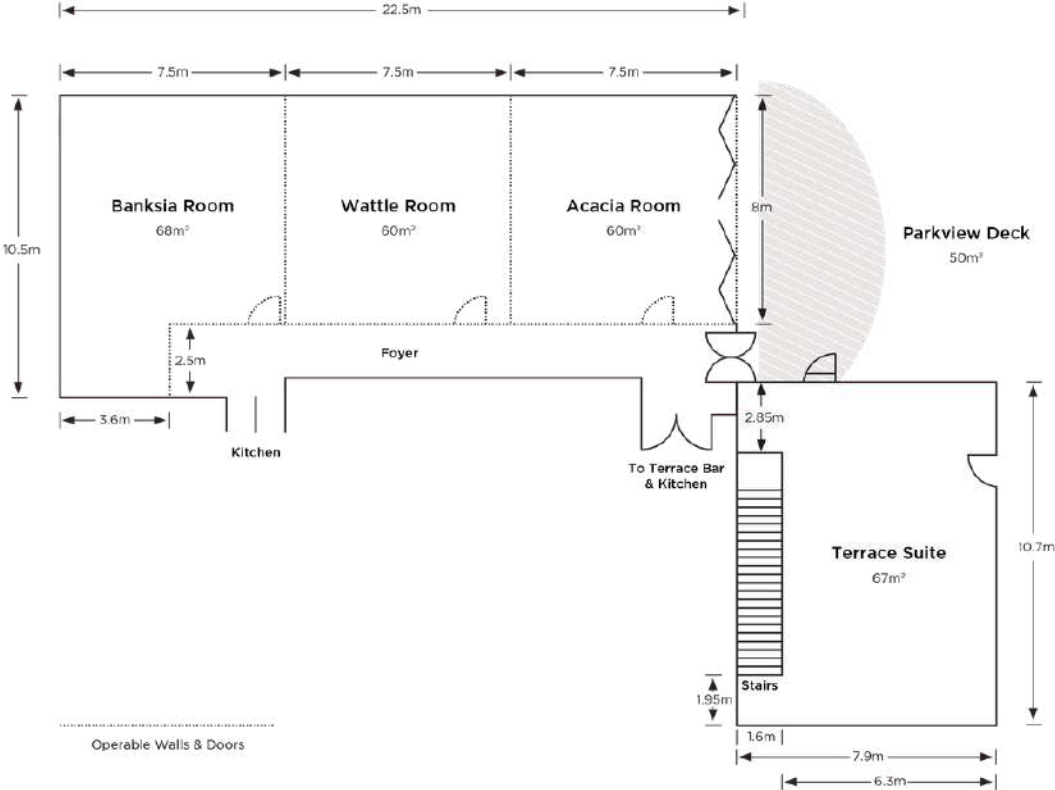 22.5m
7.5m
7.5m
7.5m
Banksia Room
68m²
Wattle Room
60m²
Acacia Room
60m²
8m
Parkview Deck
50m²
10.5m
2.5m
Foyer
3.6m
Kitchen
2.85m
To Terrace Bar
& Kitchen
Terrace Suite
67m²
10.7m
Stairs
1.95m
1.6m
7.9m
6.3m
Operable Walls & Doors